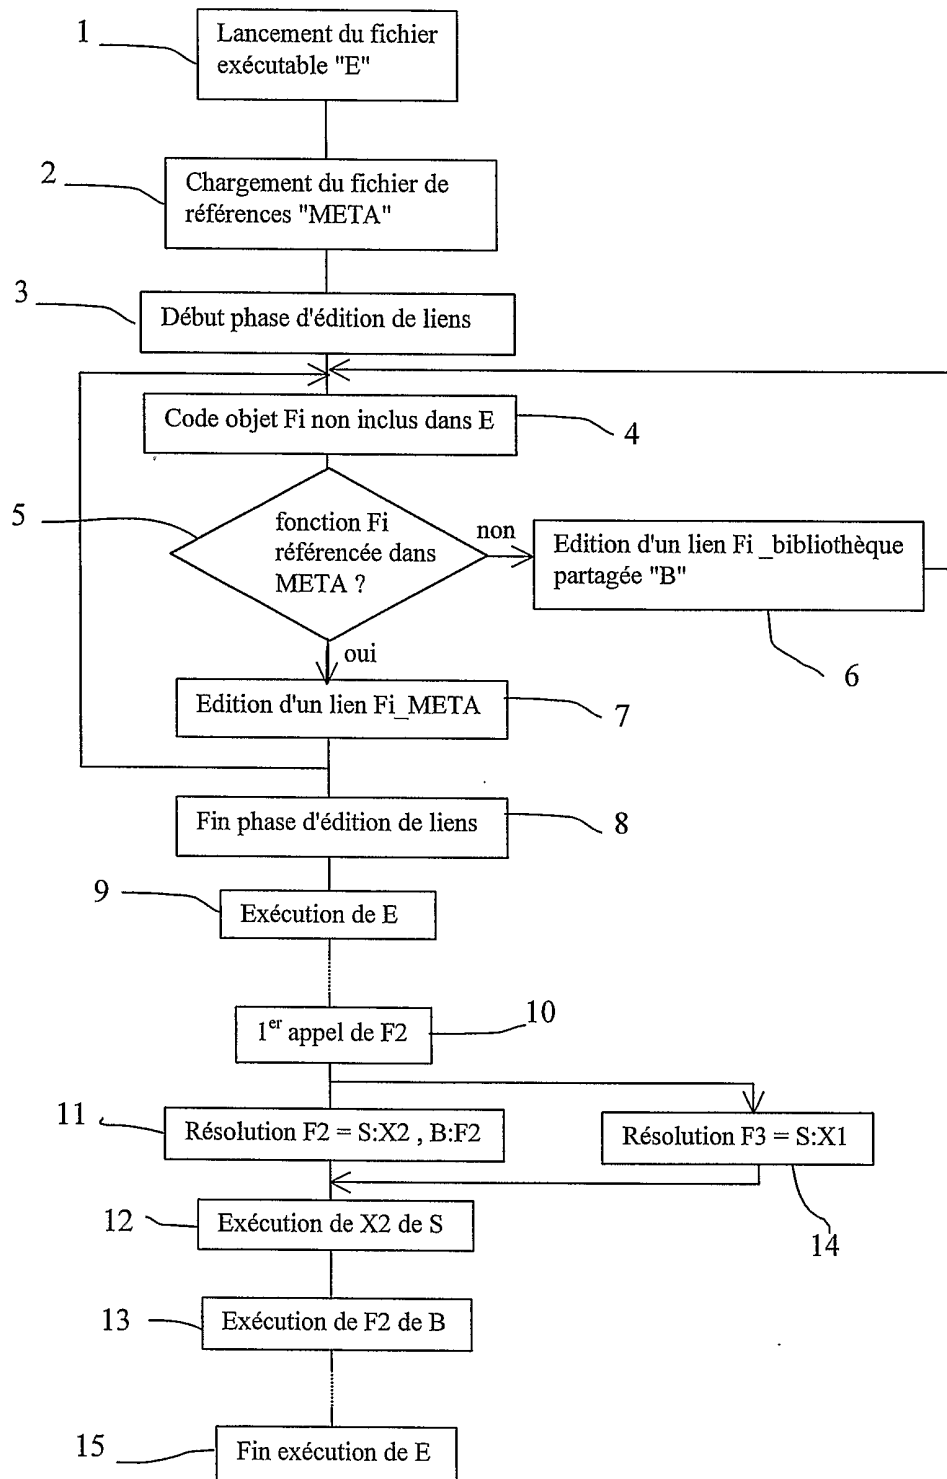 1
Lancement du fichier
exécutable "E"
2
Chargement du fichier de
références "META"
3
Début phase d'édition de liens
Code objet Fi non inclus dans E
4
5
fonction Fi
référencée dans
META ?
non
Edition d'un lien Fi _bibliothèque
partagée "B"
6
oui
Edition d'un lien Fi_META
7
Fin phase d'édition de liens
8
9
Exécution de E
10
1er appel de F2
11
Résolution F2 = S:X2 , B:F2
Résolution F3 = S:X1
14
12
Exécution de X2 de S
13
Exécution de F2 de B
15
Fin exécution de E